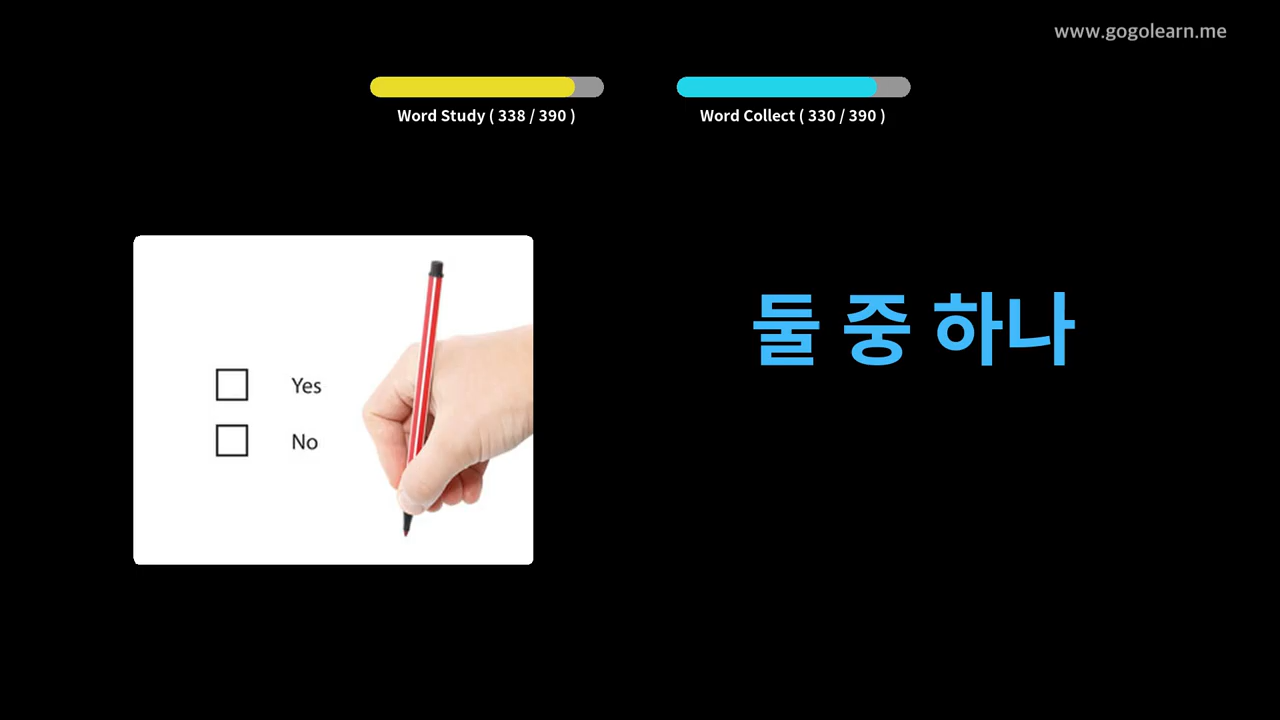 www.gogolearn.me
Word Study ( 338 / 390 )
Word Collect ( 330 / 390 )
둘 중 하나
Yes
No